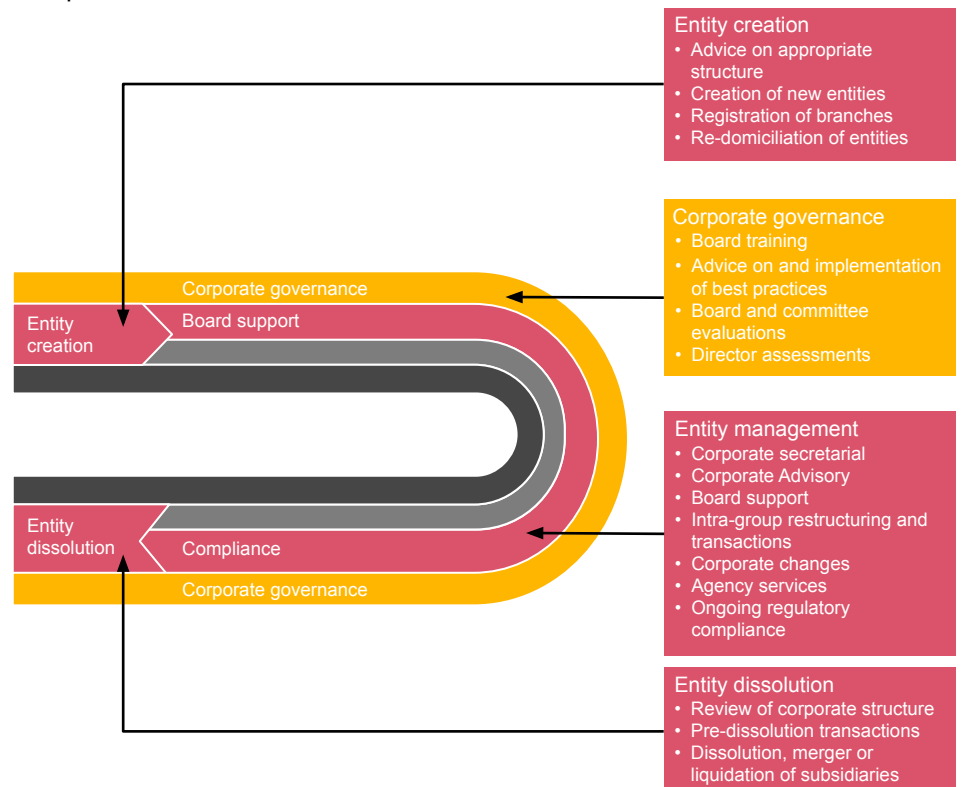 Entity creation
• Advice on appropriate
structure
• Creation of new entities
• Registration of branches
• Re-domiciliation of entities
Corporate governance
• Board training
• Advice on and implementation
of best practices
• Board and committee
evaluations
• Director assessments
Corporate governance
Board support
Entity
creation
Entity management
• Corporate secretarial
• Corporate Advisory
• Board support
• Intra-group restructuring and
transactions
• Corporate changes
• Agency services
• Ongoing regulatory
compliance
Entity
dissolution
Compliance
Corporate governance
Entity dissolution
• Review of corporate structure
• Pre-dissolution transactions
• Dissolution, merger or
liquidation of subsidiaries